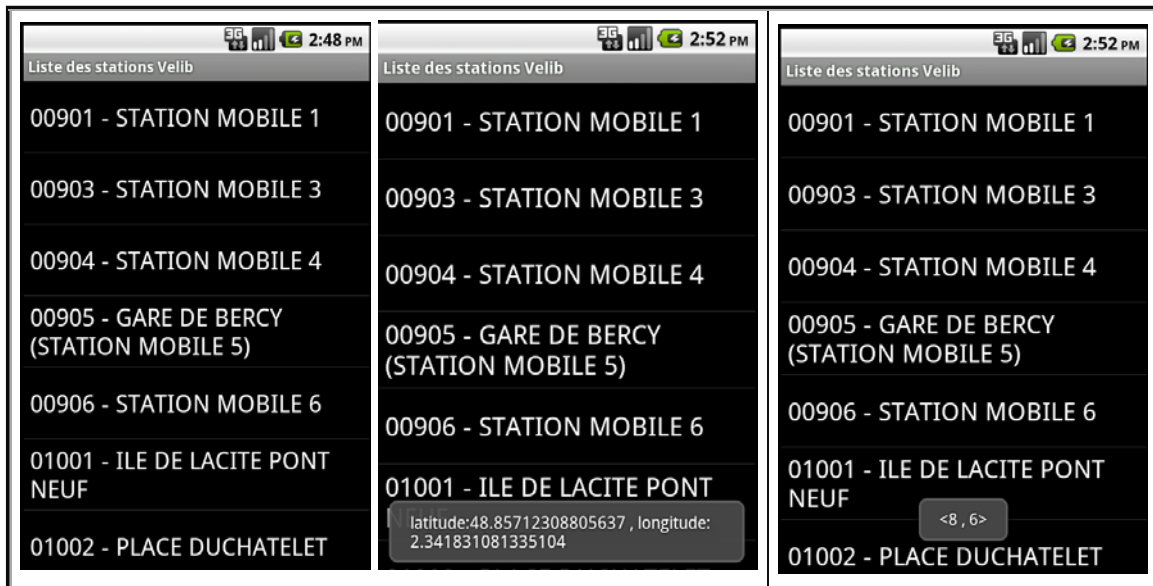 3G 2:48 PM
Liste des stations Velib
00901 - STATION MOBILE 1
00903 - STATION MOBILE 3
00904 - STATION MOBILE 4
00905 - GARE DE BERCY
(STATION MOBILE 5)
00906 - STATION MOBILE 6
01001 - ILE DE LACITE PONT
NEUF
01002 - PLACE DUCHATELET
3G 2:52 PM
Liste des stations Velib
00901 - STATION MOBILE 1
00903 - STATION MOBILE 3
00904 - STATION MOBILE 4
00905 - GARE DE BERCY
(STATION MOBILE 5)
00906 - STATION MOBILE 6
01001 - ILE DE LACITE PONT
latitude:48.85712308805637 , longitude:
2.341831081335104
3G 2:52 PM
Liste des stations Velib
00901 - STATION MOBILE 1
00903 - STATION MOBILE 3
00904 - STATION MOBILE 4
00905 - GARE DE BERCY
(STATION MOBILE 5)
00906 - STATION MOBILE 6
01001 - ILE DE LACITE PONT
NEUF
<8 , 6>
01002 - PLACE DUCHATELET